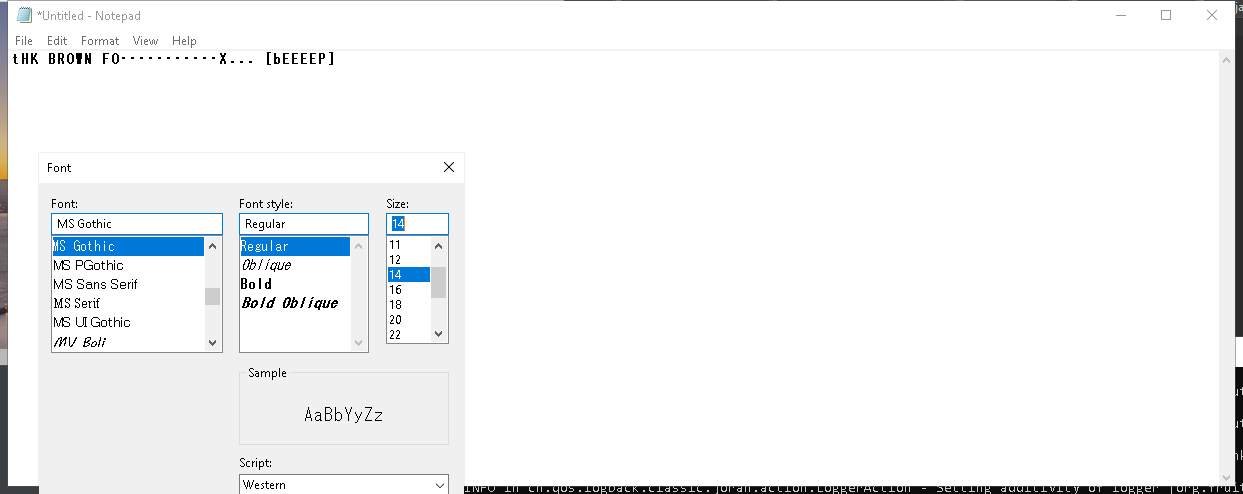 *Untitled - Notepad
File Edit Format View Help
tHK BROWN FO···········X... [bEEEEP]
Font
Font: Font style: Size:
MS Gothic Regular 14
MS Gothic Regular 11
MS PGothic Oblique 12
MS Sans Serif Bold 14
MS Serif Bold Oblique 16
MS UI Gothic 18
MV Boli 20
22
Sample
AaBbYyZz
Script:
Western
INFO in ch.qos.logback.classic.joran.action.LoggerAction - Setting additivity of logger